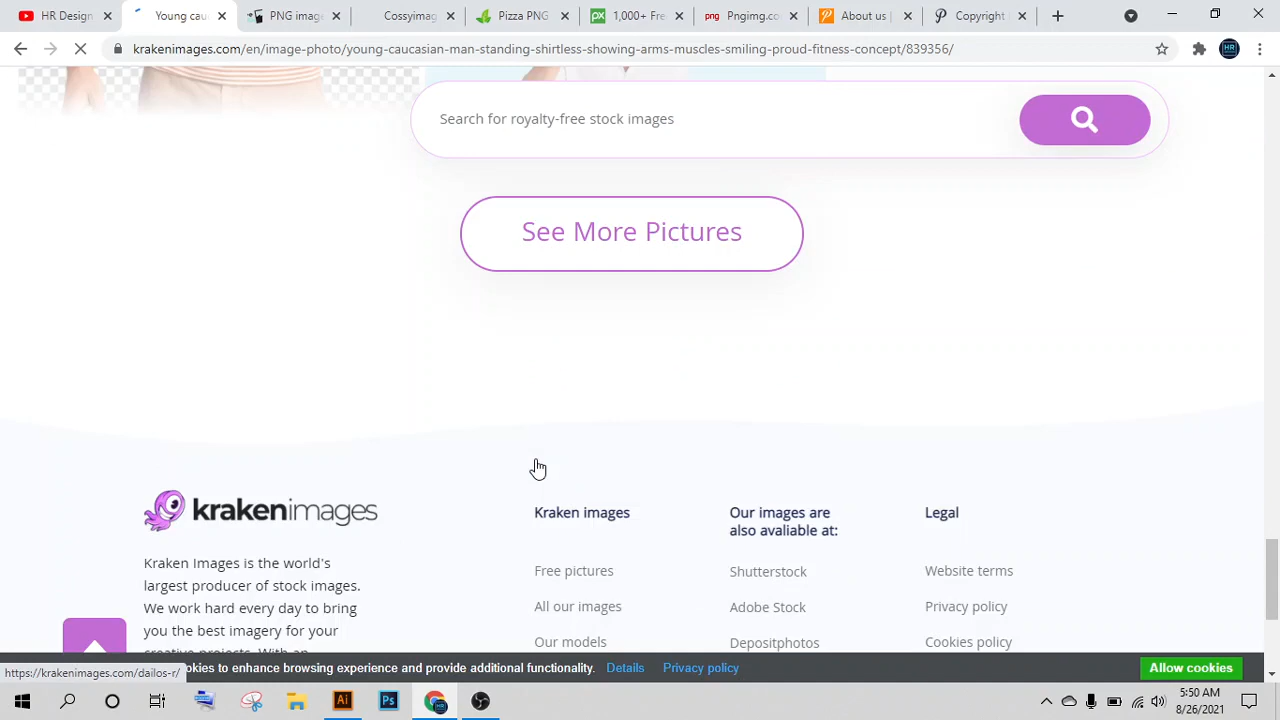 HR Design
Young cau
PNG image
Cossyimag
Pizza PNG
1,000+ Fre
png
Pngimg.co
About us |
Copyright
krakenimages.com/en/image-photo/young-caucasian-man-standing-shirtless-showing-arms-muscles-smiling-proud-fitness-concept/839356/
Search for royalty-free stock images
See More Pictures
krakenimages
Kraken Images is the world's
largest producer of stock images.
We work hard every day to bring
you the best imagery for your
Kraken images
Free pictures
All our images
Our models
Our images are
also avaliable at:
Shutterstock
Adobe Stock
Depositphotos
Legal
Website terms
Privacy policy
Cookies policy
okies to enhance browsing experience and provide additional functionality. Details Privacy policy
Allow cookies
https://krakenimages.com/dailos-r/
5:50 AM
8/26/2021